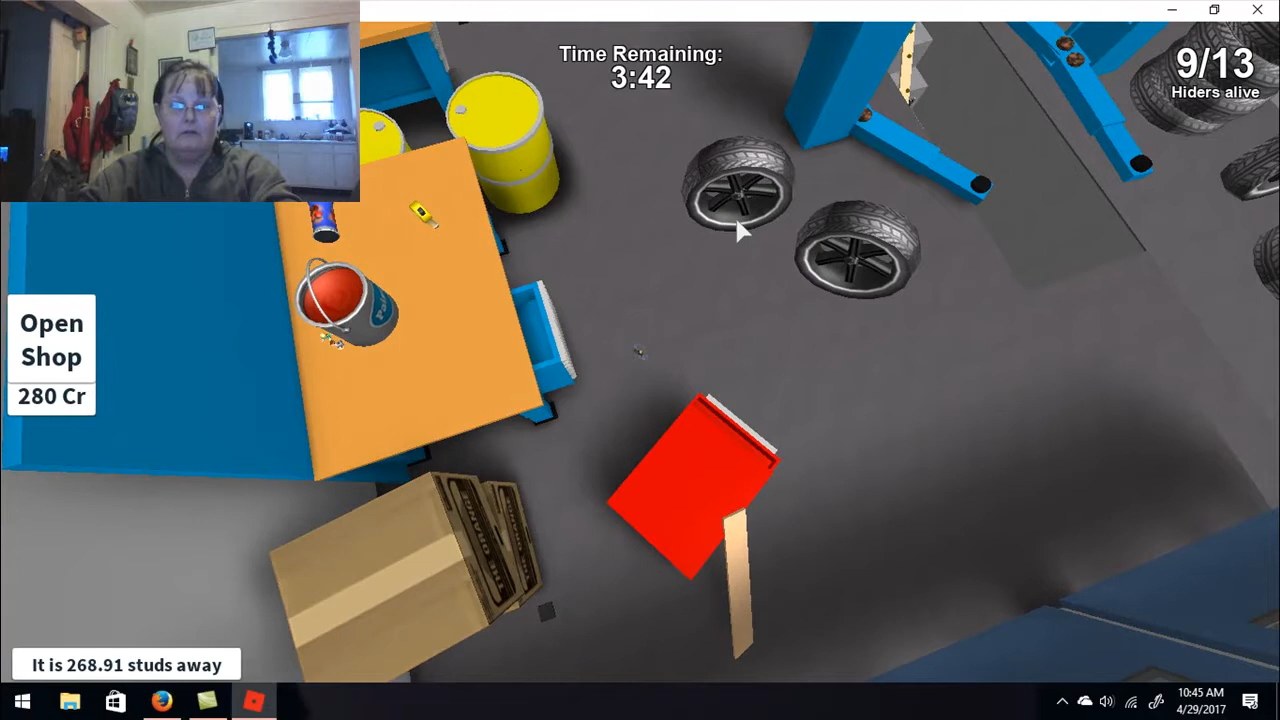 Time Remaining:
3:42
9/13
Hiders alive
Open
Shop
280 Cr
It is 268.91 studs away
10:45 AM
4/29/2017